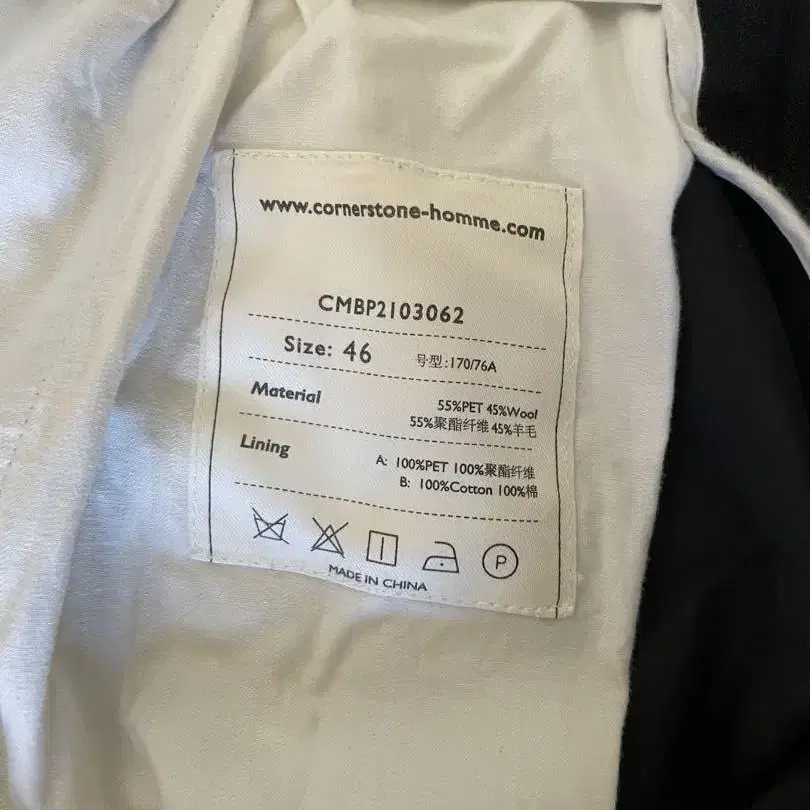 www.cornerstone-homme.com
CMBP2103062
Size: 46 号型:170/76A
Material 55%PET 45%Wool
55%聚酯纤维 45%羊毛
Lining A: 100%PET 100%聚酯纤维
B: 100%Cotton 100%棉
P
MADE IN CHINA